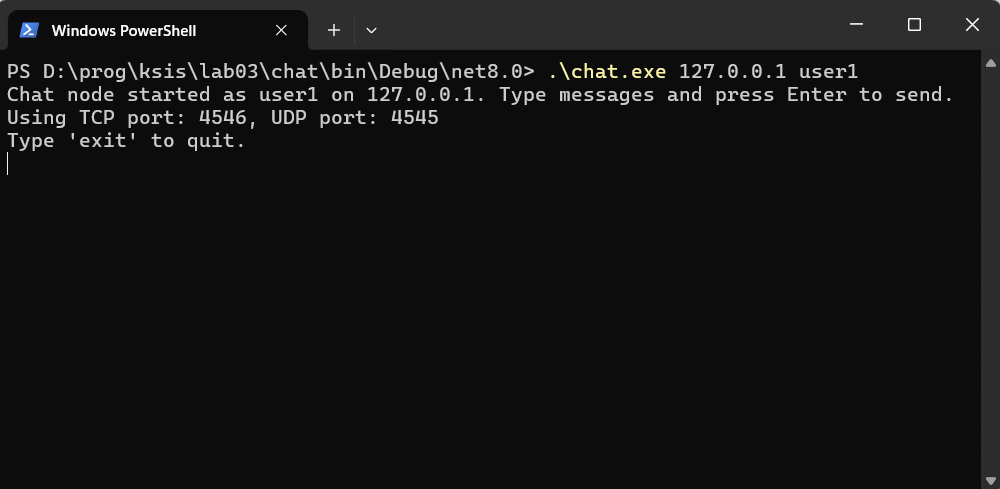 Windows PowerShell
PS D:\prog\ksis\lab03\chat\bin\Debug\net8.0> .\chat.exe 127.0.0.1 user1
Chat node started as user1 on 127.0.0.1. Type messages and press Enter to send.
Using TCP port: 4546, UDP port: 4545
Type 'exit' to quit.